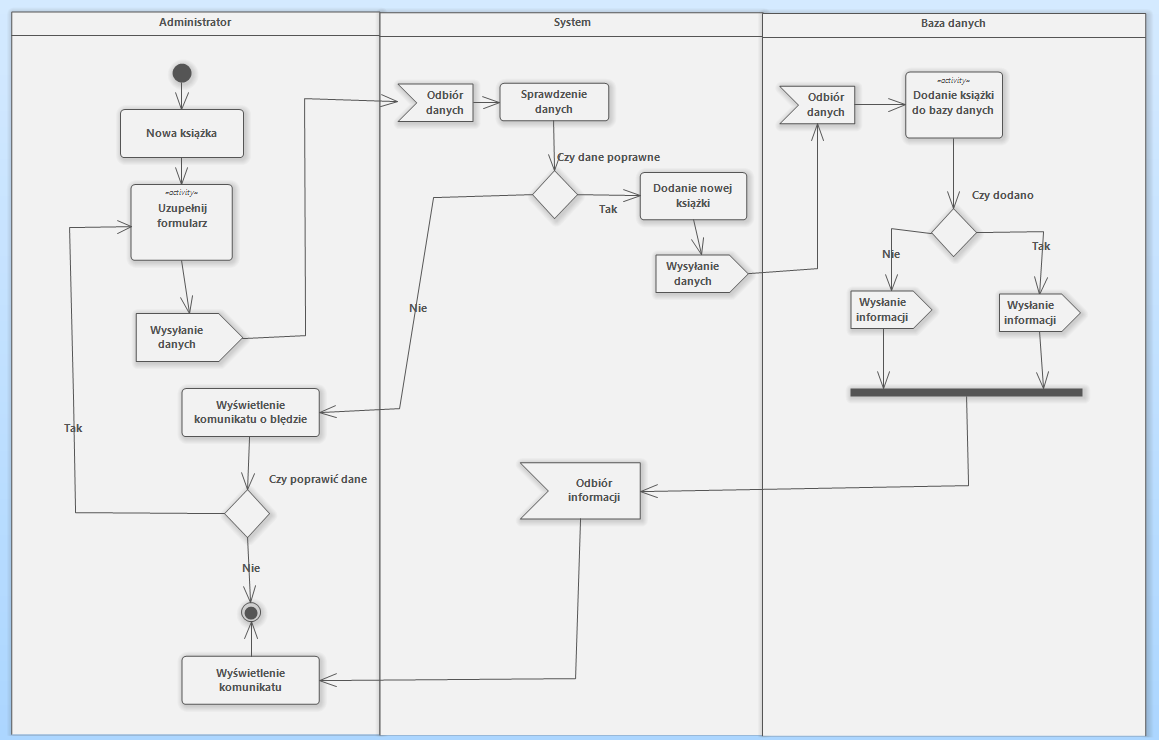 Administrator
System
Baza danych
Nowa książka
«activity»
Uzupełnij
formularz
Wysyłanie
danych
Wyświetlenie
komunikatu o błędzie
Czy poprawić dane
Tak
Nie
Wyświetlenie
komunikatu
Odbiór
danych
Sprawdzenie
danych
Czy dane poprawne
Tak
Nie
Dodanie nowej
książki
Wysyłanie
danych
Odbiór
informacji
Odbiór
danych
«activity»
Dodanie książki
do bazy danych
Czy dodano
Nie
Tak
Wysłanie
informacji
Wysłanie
informacji